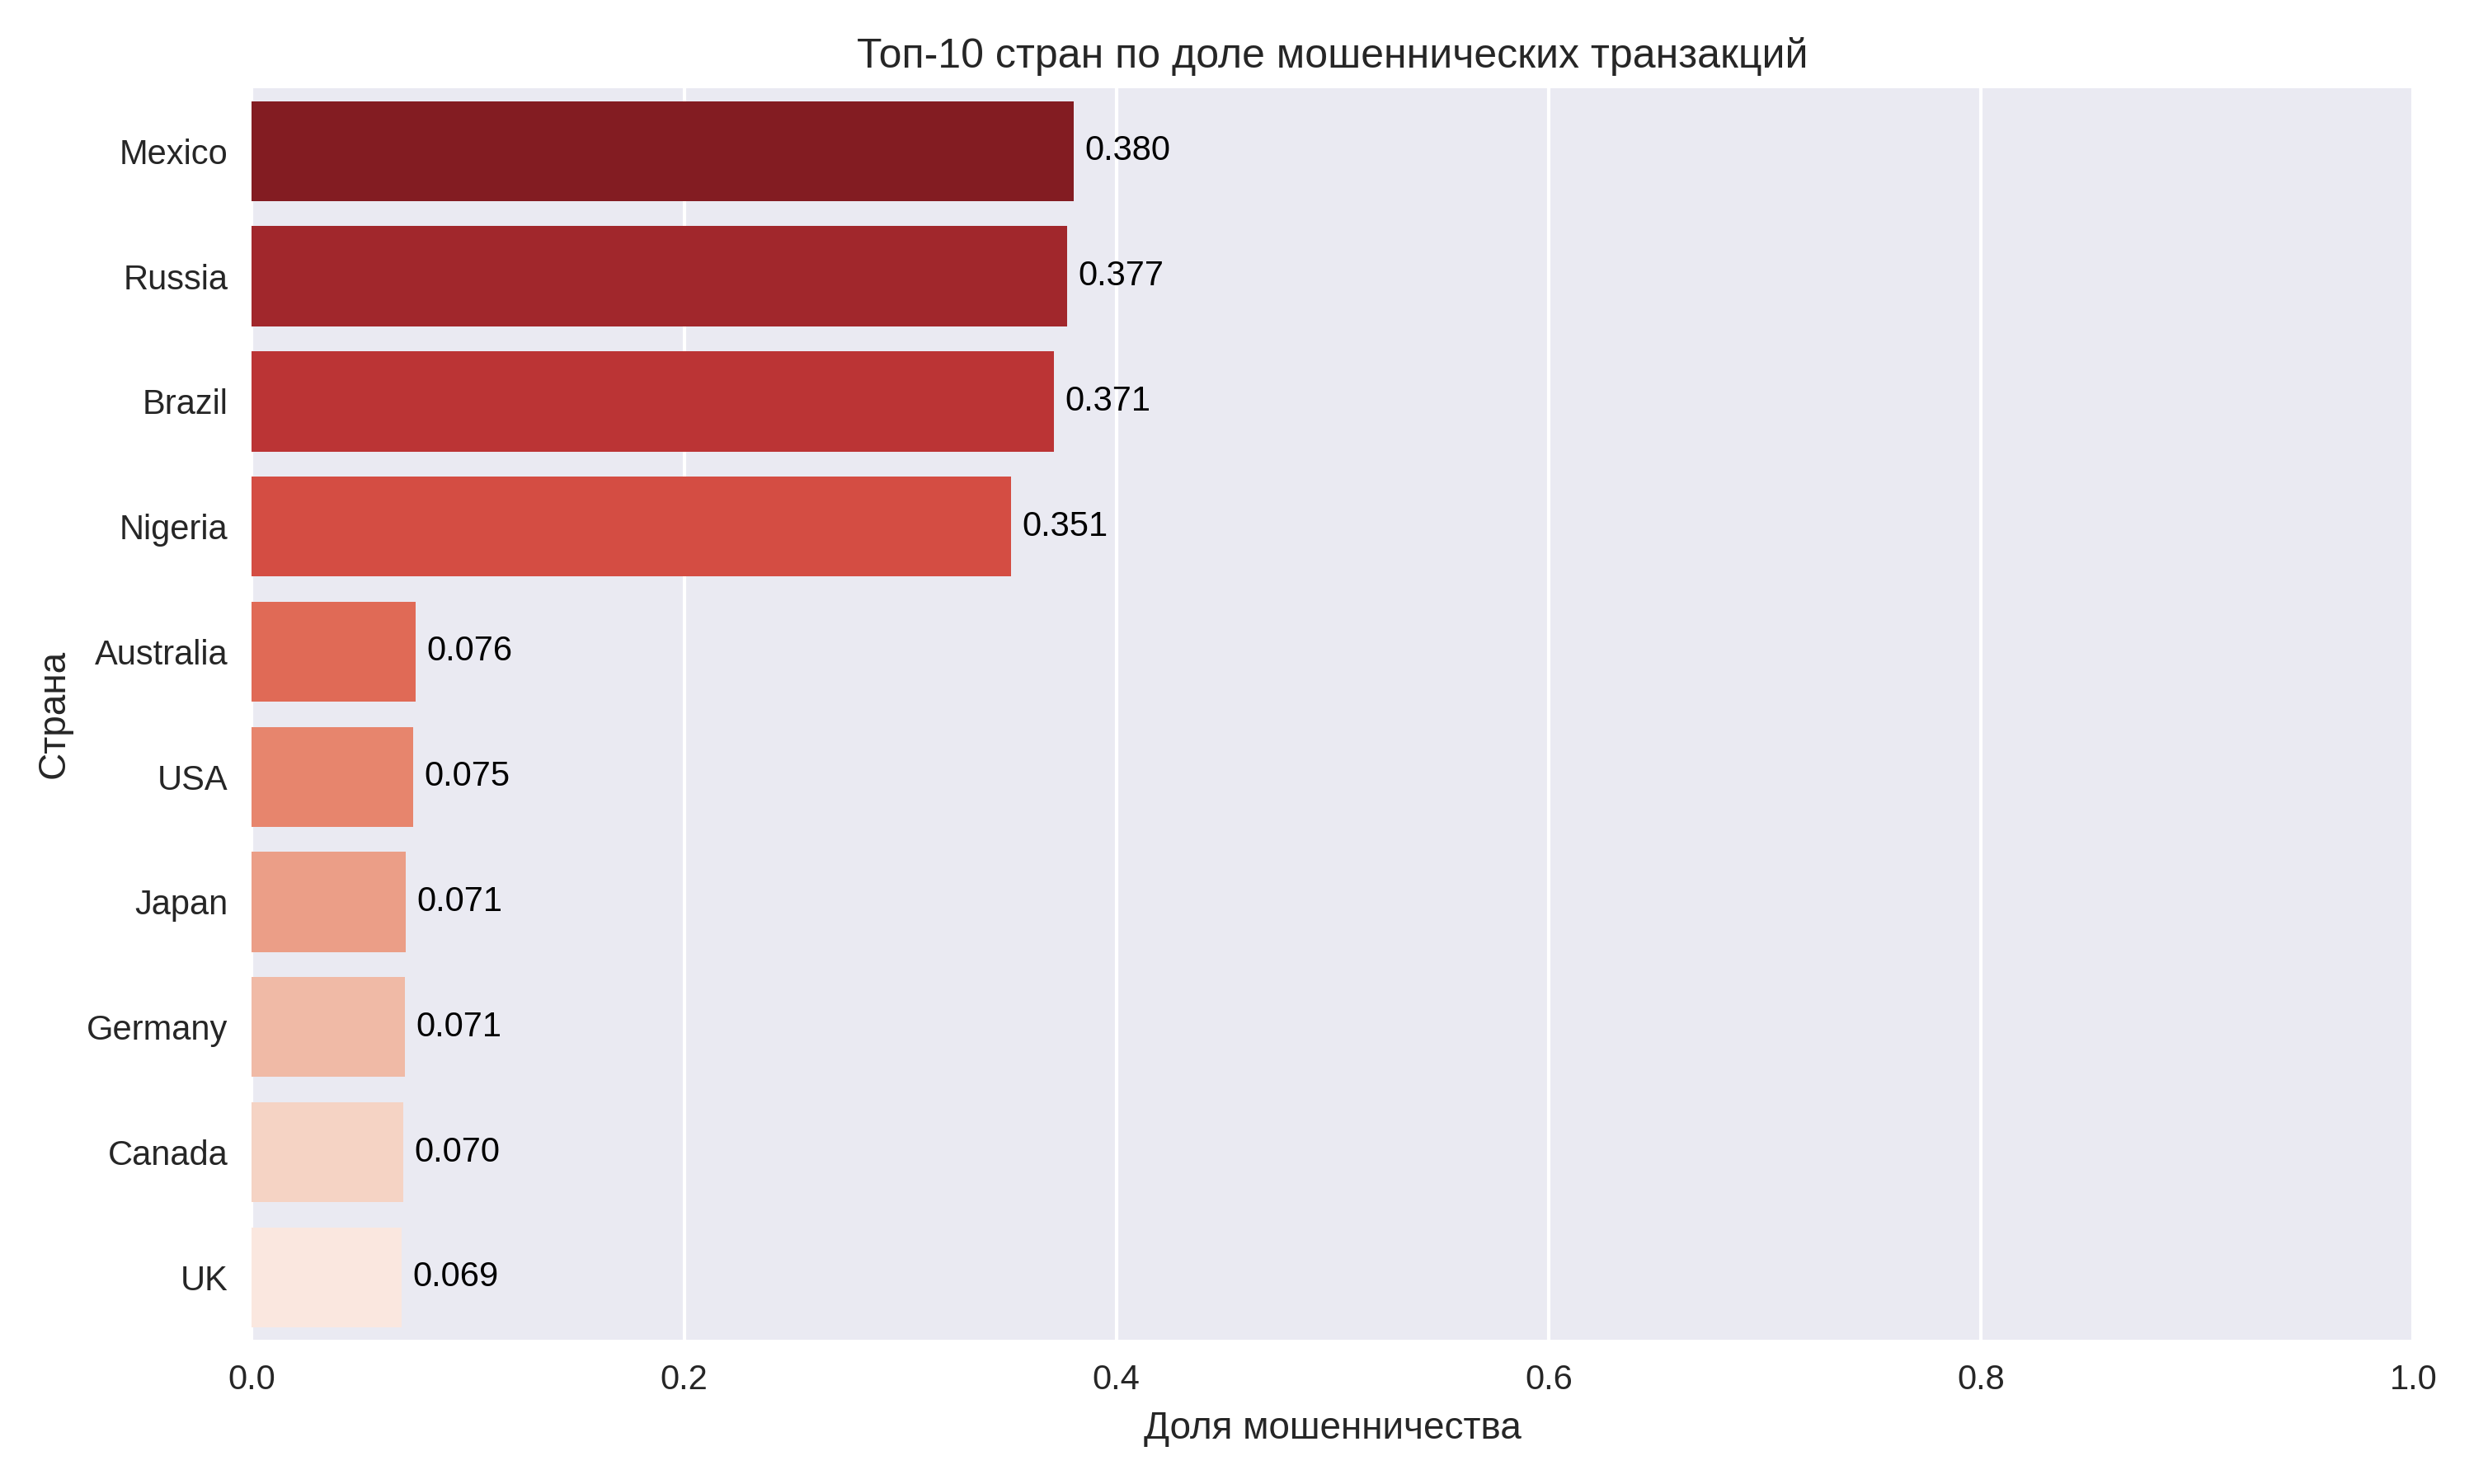 Топ-10 стран по доле мошеннических транзакций
Mexico 0.380
Russia 0.377
Brazil 0.371
Nigeria 0.351
Australia 0.076
USA 0.075
Japan 0.071
Germany 0.071
Canada 0.070
UK 0.069
Страна
0.0 0.2 0.4 0.6 0.8 1.0
Доля мошенничества